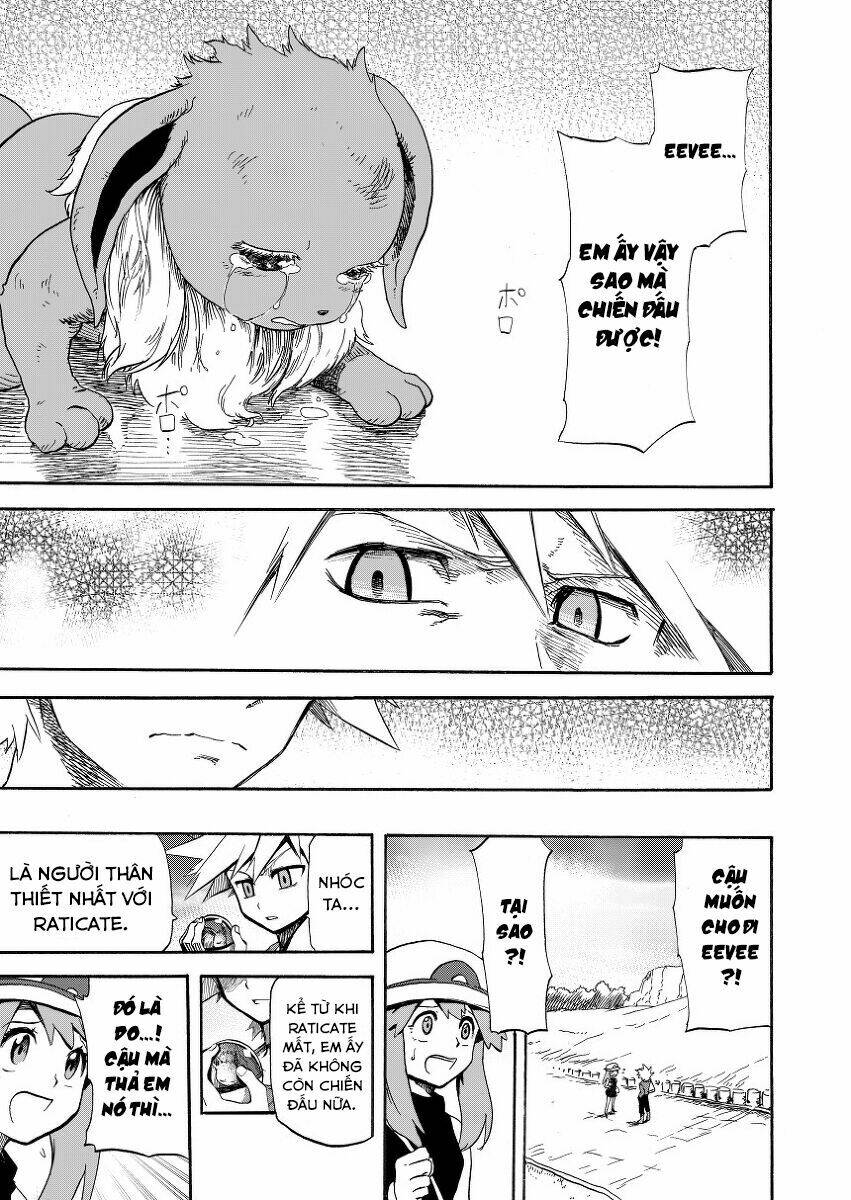 EEVEE...
EM ẤY VẬY
SAO MÀ
CHIẾN ĐẤU
ĐƯỢC!
ポロ
ポロ…
CẬU
MUỐN
CHO ĐI
EEVEE
?!
TẠI
SAO
?!
NHÓC
TA...
LÀ NGƯỜI THÂN
THIẾT NHẤT VỚI
RATICATE.
KỂ TỪ KHI
RATICATE
MẤT, EM ẤY
ĐÃ KHÔNG
CÒN CHIẾN
ĐẤU NỮA.
ĐÓ LÀ
DO...!
CẬU MÀ
THẢ EM
NÓ THÌ...